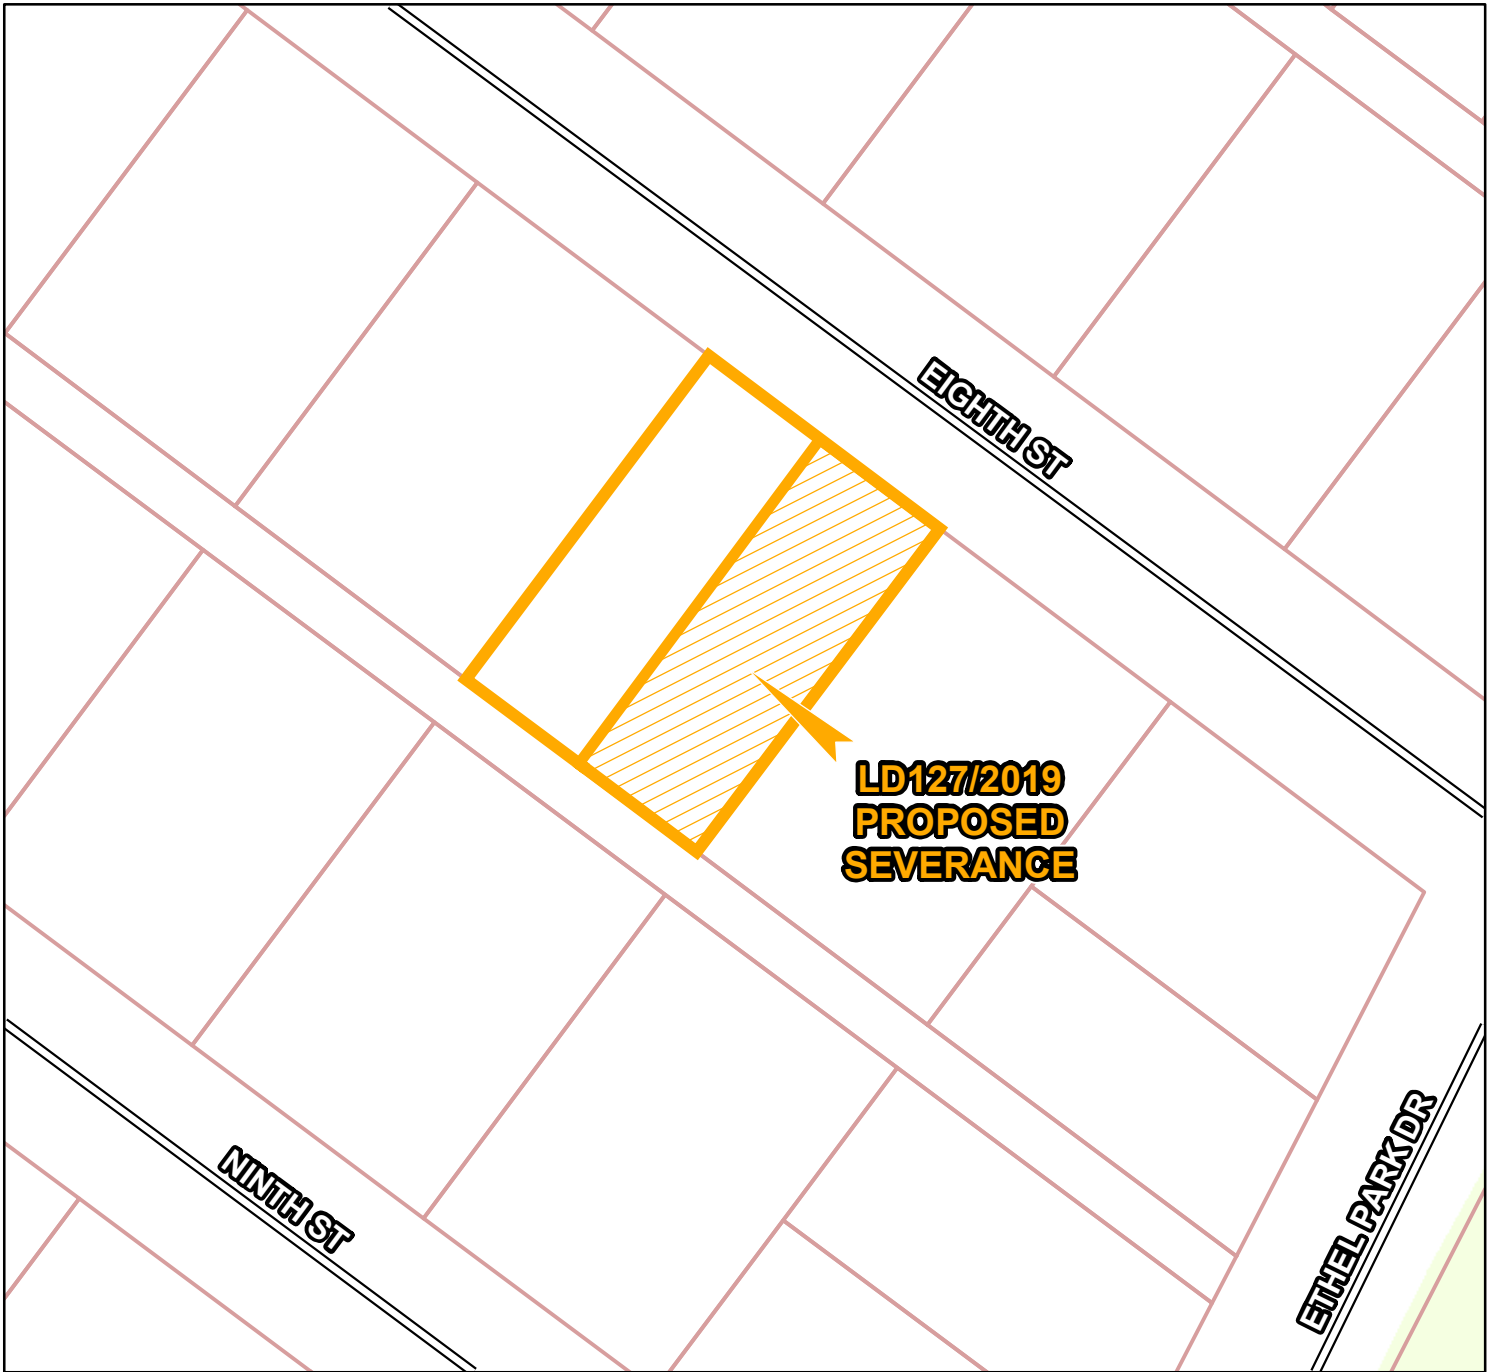 EIGHTH ST
LD127/2019
PROPOSED
SEVERANCE
NINTH ST
ETHEL PARK DR